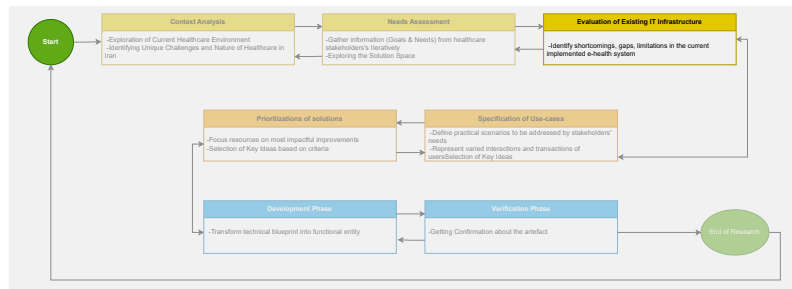 Start
Context Analysis
-Exploration of Current Healthcare Environment
-Identifying Unique Challenges and Nature of Healthcare in
Iran
Needs Assessment
-Gather information (Goals & Needs) from healthcare
stakeholders's Iteratively
-Exploring the Solution Space
Evaluation of Existing IT Infrastructure
-Identify shortcomings, gaps, limitations in the current
implemented e-health system
Prioritizations of solutions
-Focus resources on most impactful improvements
-Selection of Key Ideas based on criteria
Specification of Use-cases
-Define practical scenarios to be addressed by stakeholders'
needs
-Represent varied interactions and transactions of
usersSelection of Key Ideas
Development Phase
-Transform technical blueprint into functional entity
Verification Phase
-Getting Confirmation about the artefact
End of Research